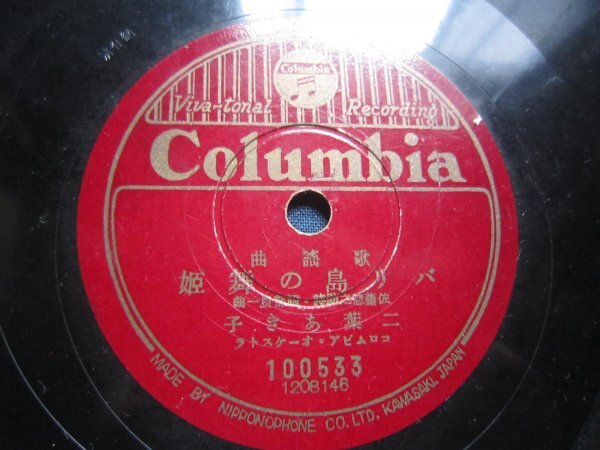 Columbia
Viva-tonal Recording
Columbia
曲謡歌
姫舞の島リバ
子きあ葉二
ラトスケーオ・アビムロコ
100533
1208146
MADE BY NIPPONOPHONE CO. LTD. KAWASAKI, JAPAN